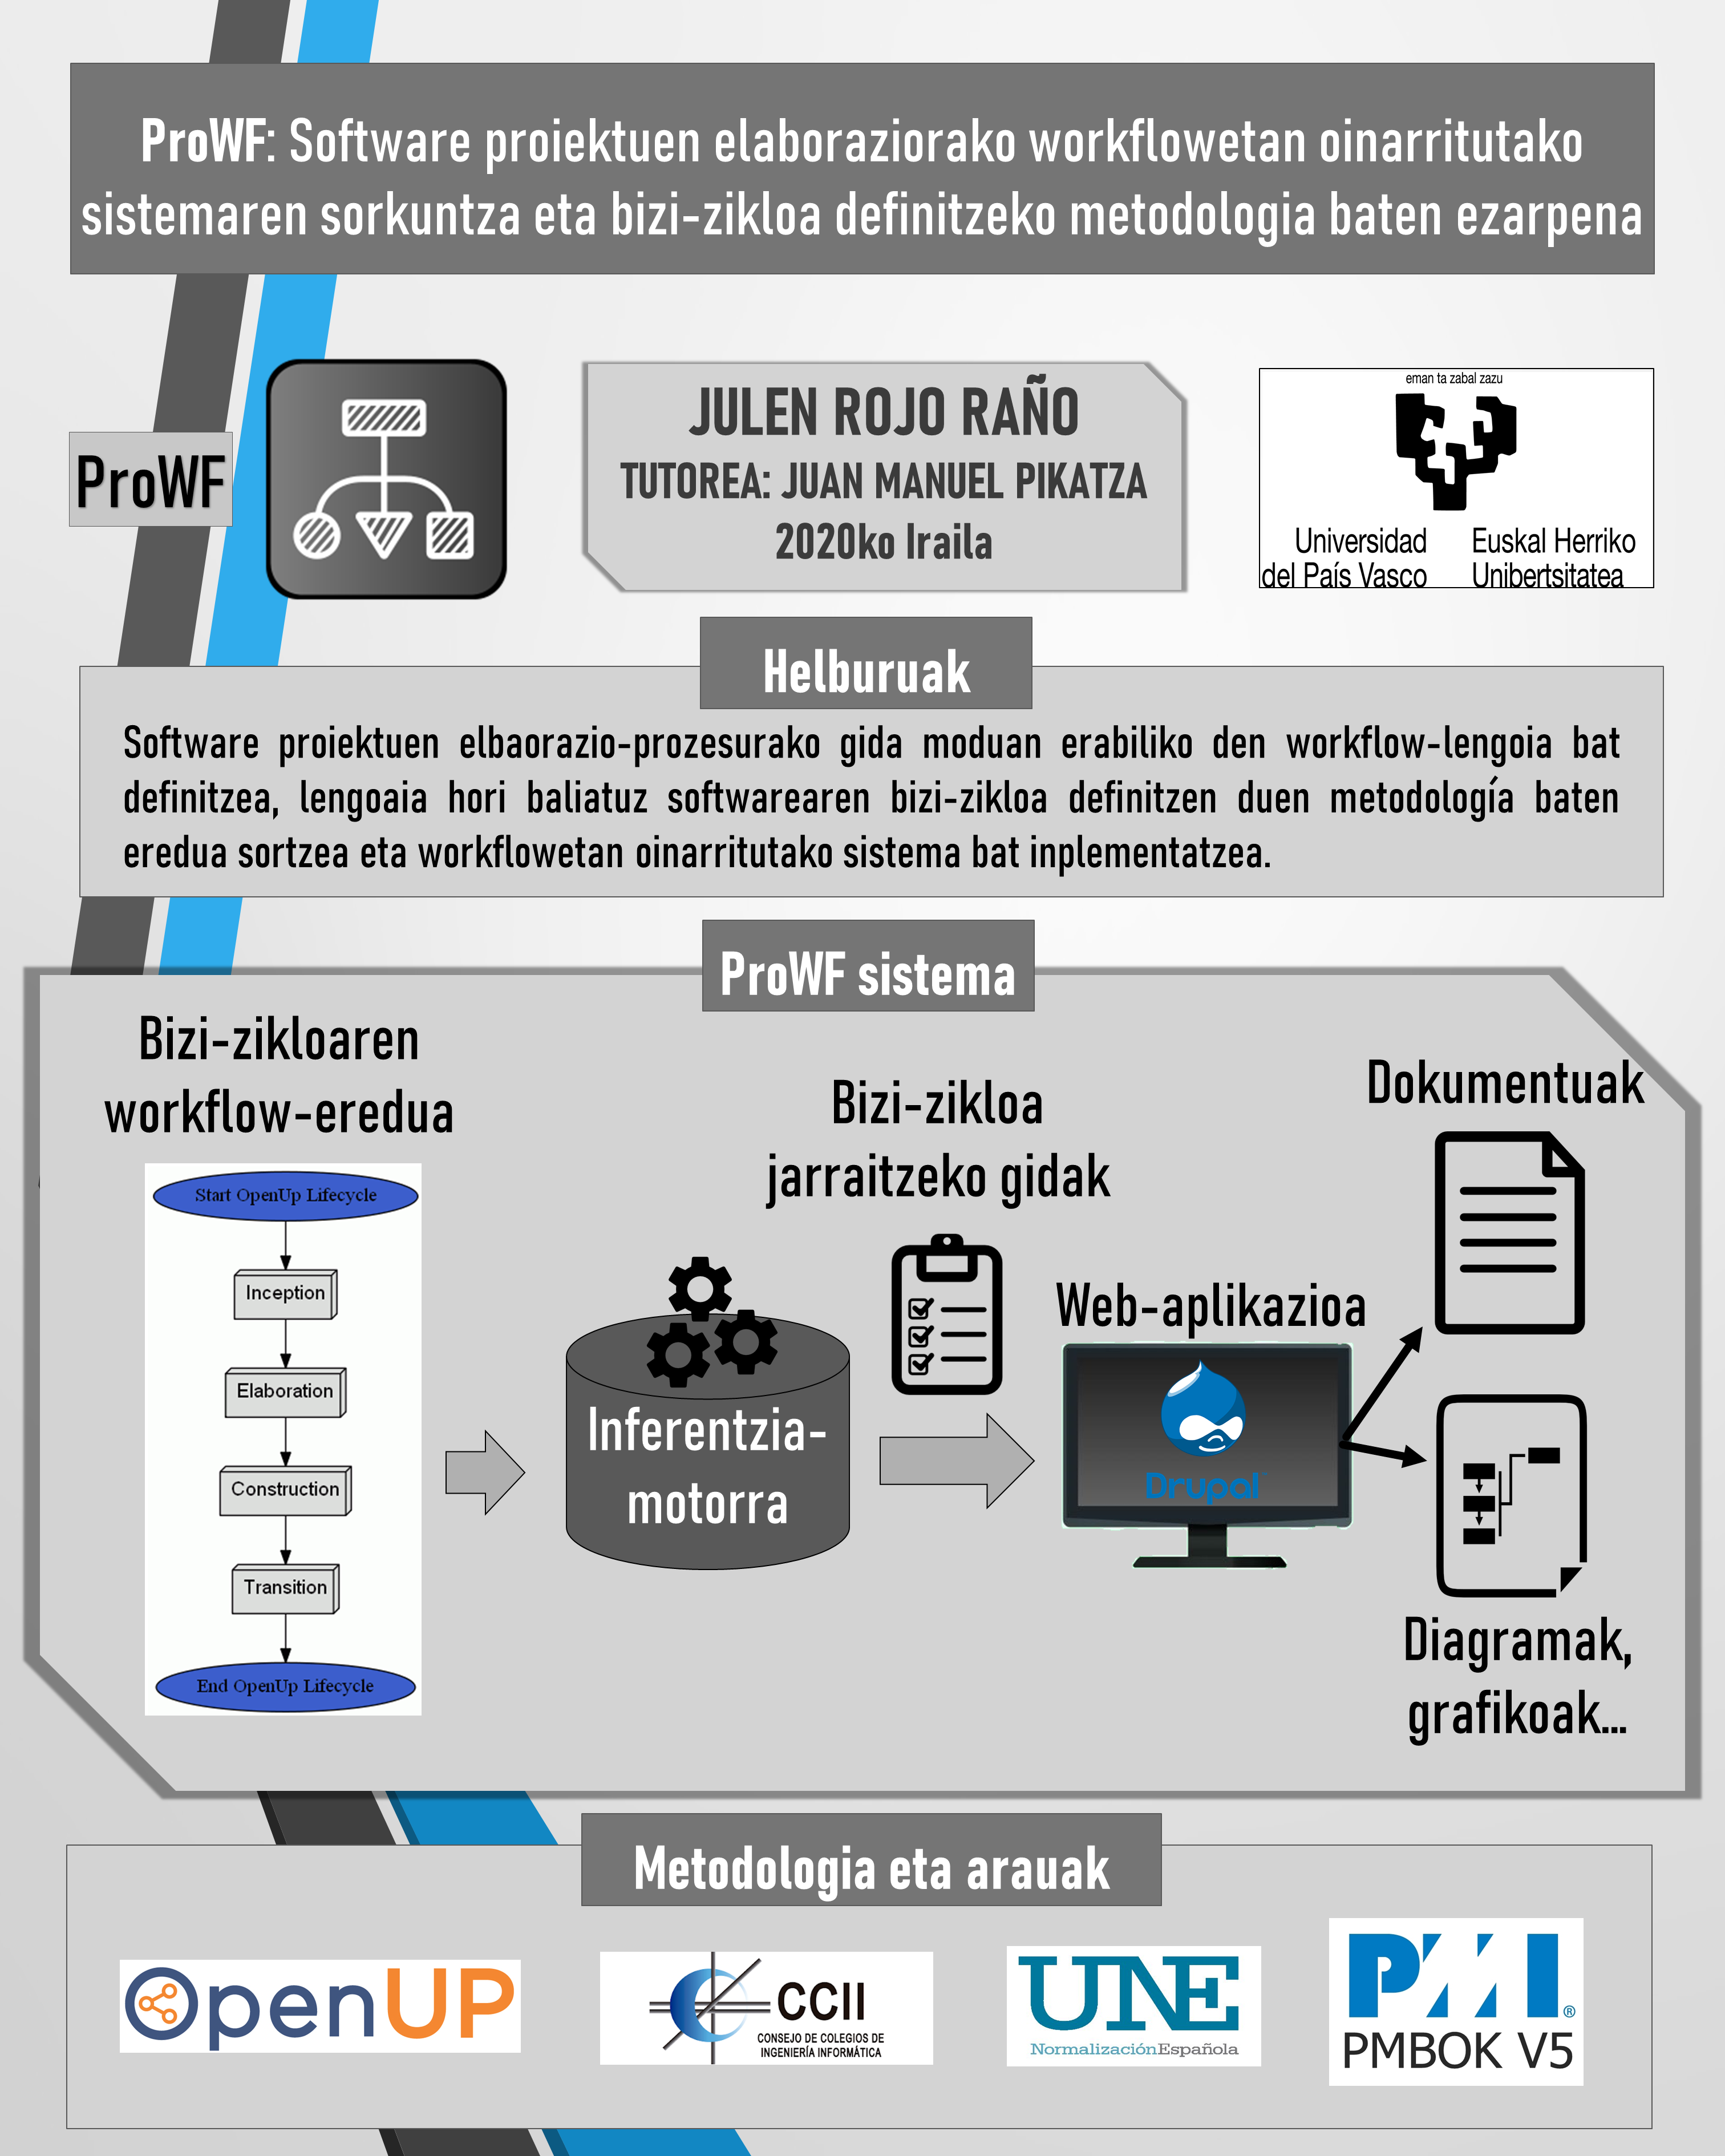 ProWF: Software proiektuen elaboraziorako workflowetan oinarritutako
sistemaren sorkuntza eta bizi-zikloa definitzeko metodologia baten ezarpena
ProWF
JULEN ROJO RAÑO
TUTOREA: JUAN MANUEL PIKATZA
2020ko Iraila
eman ta zabal zazu
Universidad
del País Vasco
Euskal Herriko
Unibertsitatea
Helburuak
Software proiektuen elbaorazio-prozesurako gida moduan erabiliko den workflow-lengoia bat
definitzea, lengoaia hori baliatuz softwarearen bizi-zikloa definitzen duen metodología baten
eredua sortzea eta workflowetan oinarritutako sistema bat inplementatzea.
ProWF sistema
Bizi-zikloaren
workflow-eredua
Start OpenUp Lifecycle
Inception
Elaboration
Construction
Transition
End OpenUp Lifecycle
Inferentzia-
motorra
Bizi-zikloa
jarraitzeko gidak
Web-aplikazioa
Drupal™
Dokumentuak
Diagramak,
grafikoak...
Metodologia eta arauak
OpenUP
CCII
CONSEJO DE COLEGIOS DE
INGENIERÍA INFORMÁTICA
UNE
NormalizaciónEspañola
PMI®
PMBOK V5